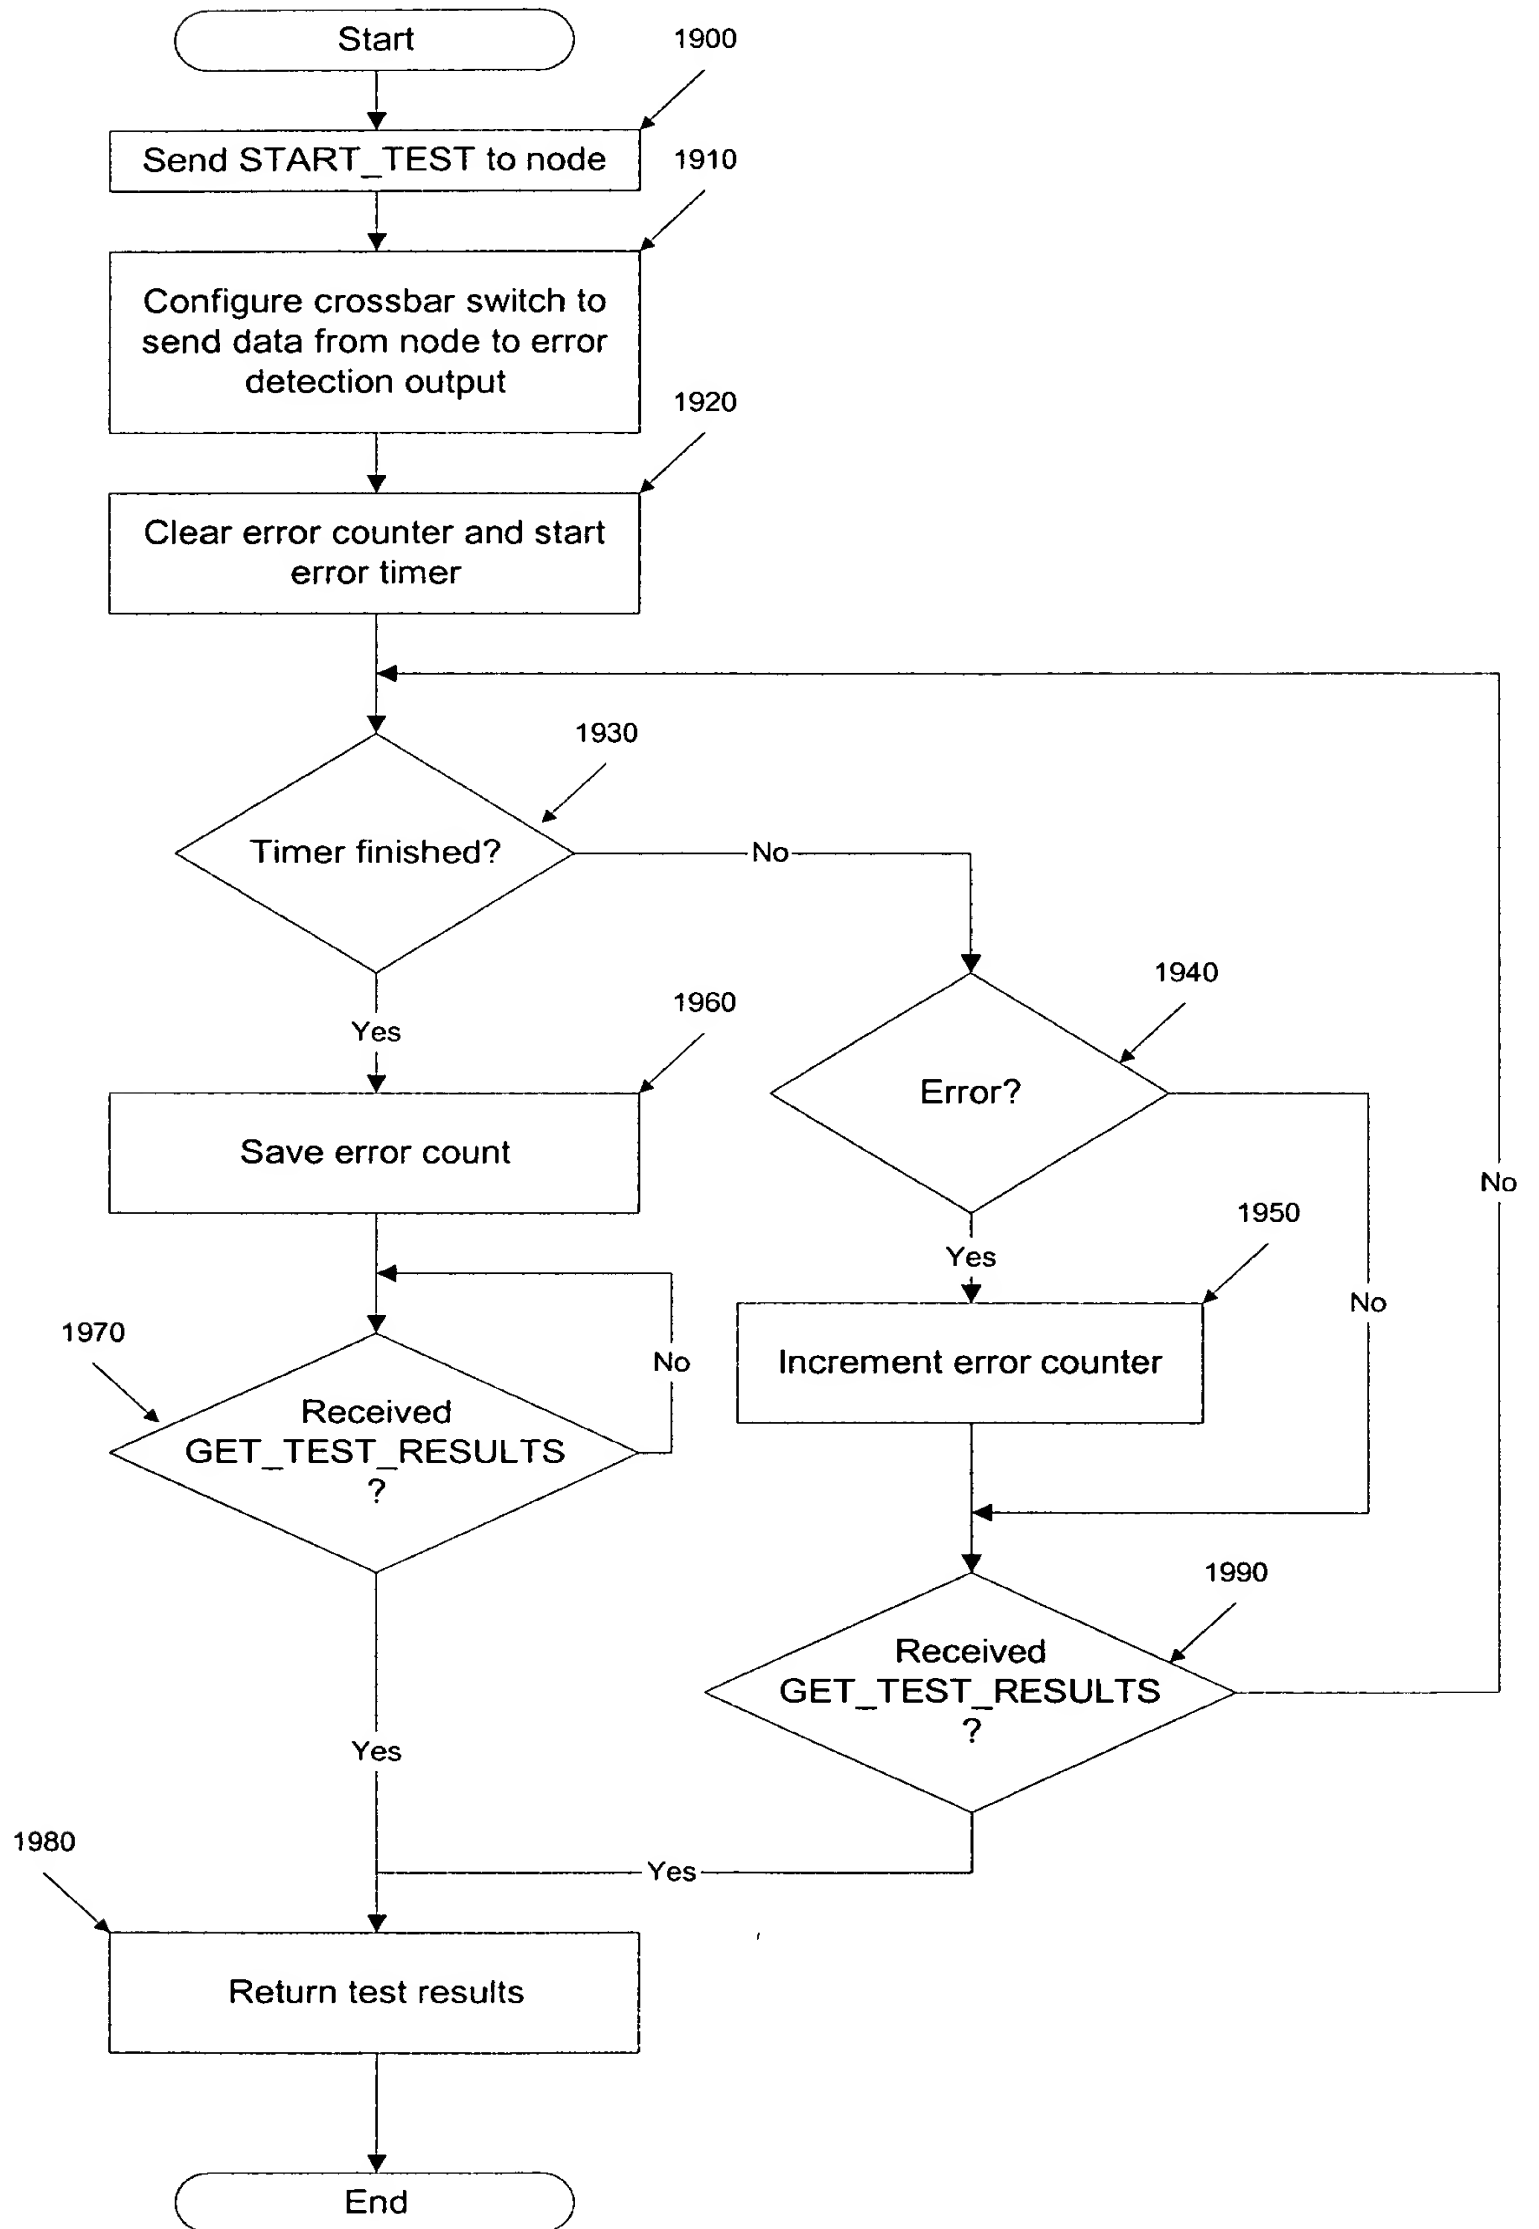 Start
1900
Send START_TEST to node
1910
Configure crossbar switch to
send data from node to error
detection output
1920
Clear error counter and start
error timer
1930
Timer finished?
No
1940
Yes
1960
Error?
Save error count
No
1950
Yes
No
1970
No
Increment error counter
Received
GET_TEST_RESULTS
?
1990
Received
GET_TEST_RESULTS
?
Yes
1980
Yes
Return test results
End